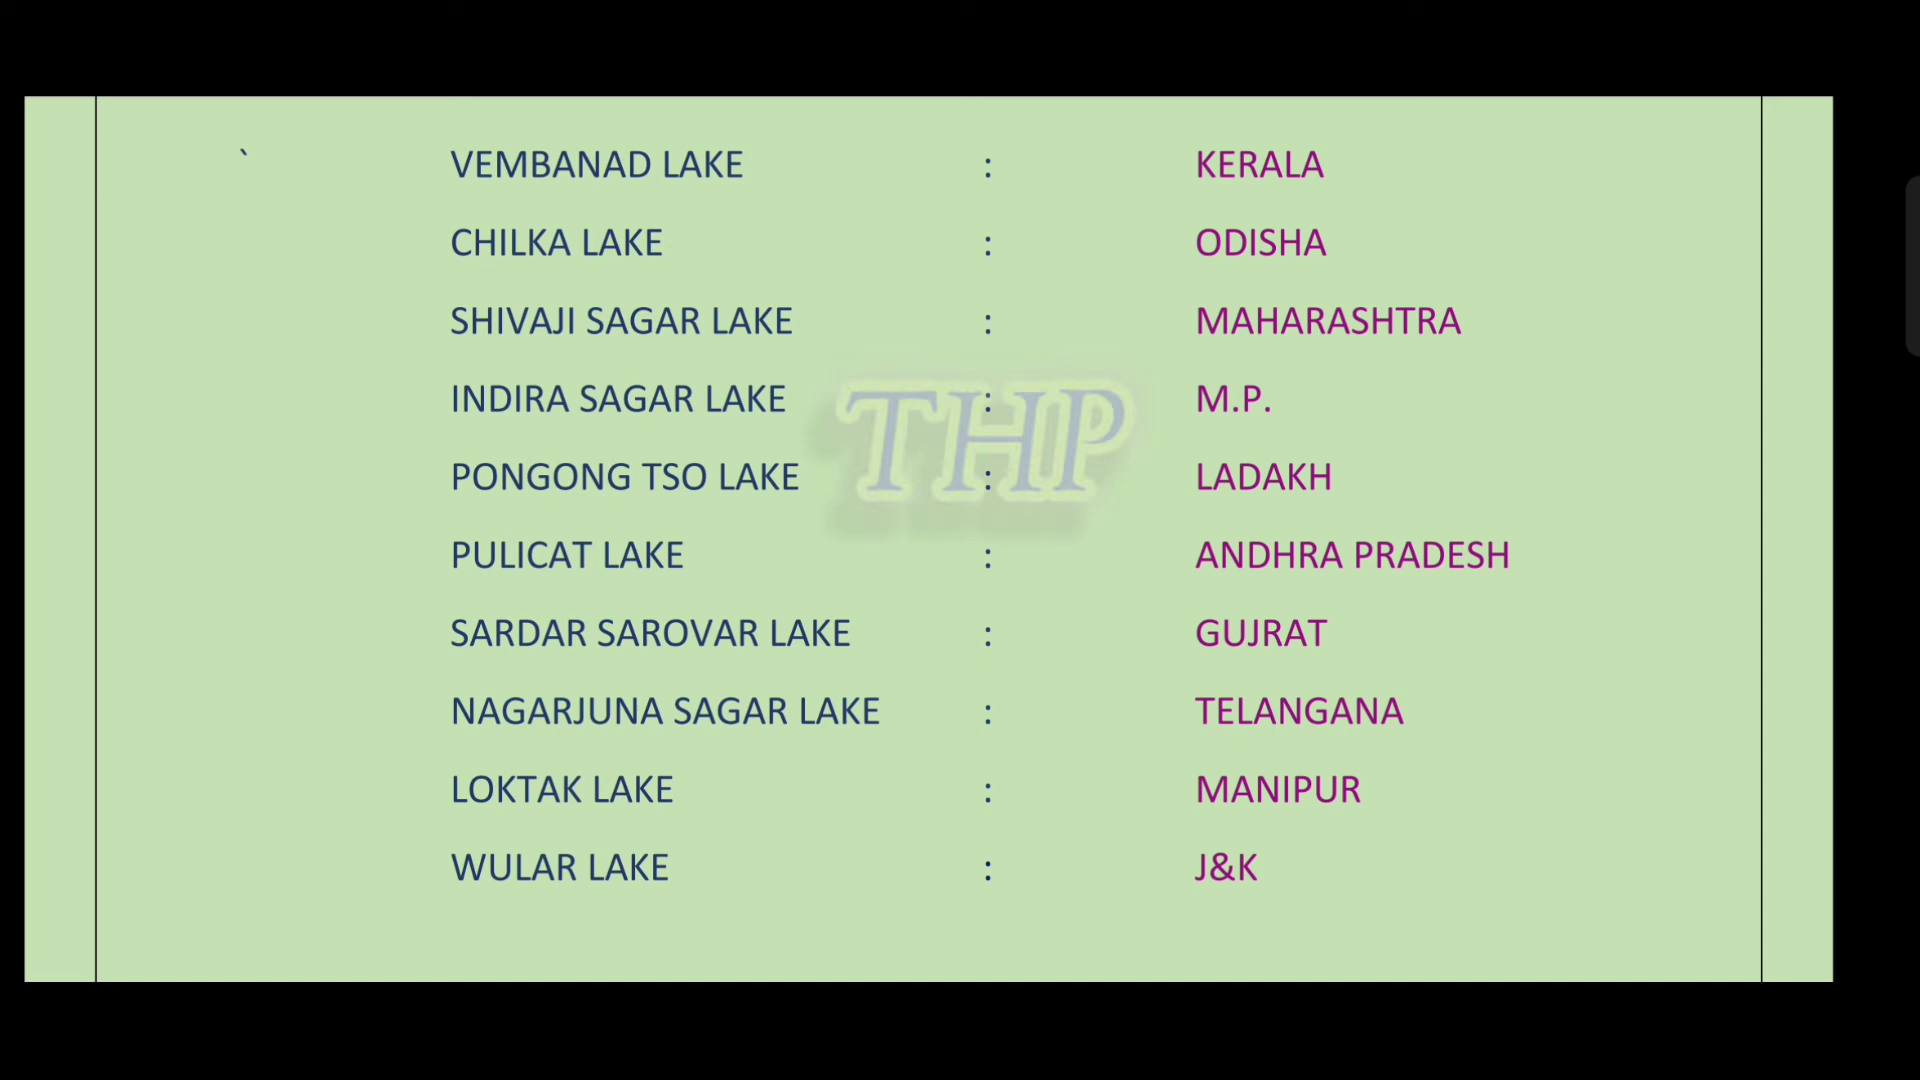 ` VEMBANAD LAKE : KERALA
CHILKA LAKE : ODISHA
SHIVAJI SAGAR LAKE : MAHARASHTRA
INDIRA SAGAR LAKE : M.P.
THP
PONGONG TSO LAKE : LADAKH
PULICAT LAKE : ANDHRA PRADESH
SARDAR SAROVAR LAKE : GUJRAT
NAGARJUNA SAGAR LAKE : TELANGANA
LOKTAK LAKE : MANIPUR
WULAR LAKE : J&K